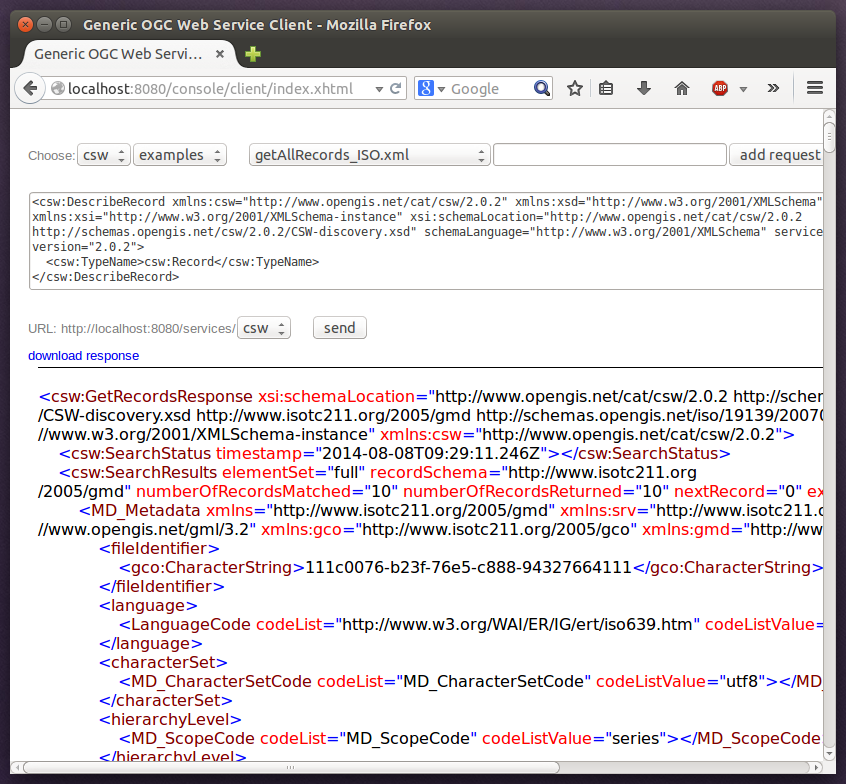 Generic OGC Web Service Client - Mozilla Firefox
Generic OGC Web Servi...
localhost:8080/console/client/index.xhtml
8
Google
ABP
Choose: csw examples getAllRecords_ISO.xml add request
<csw:DescribeRecord xmlns:csw="http://www.opengis.net/cat/csw/2.0.2" xmlns:xsd="http://www.w3.org/2001/XMLSchema"
xmlns:xsi="http://www.w3.org/2001/XMLSchema-instance" xsi:schemaLocation="http://www.opengis.net/cat/csw/2.0.2
http://schemas.opengis.net/csw/2.0.2/CSW-discovery.xsd" schemaLanguage="http://www.w3.org/2001/XMLSchema" service
version="2.0.2">
<csw:TypeName>csw:Record</csw:TypeName>
</csw:DescribeRecord>
URL: http://localhost:8080/services/ csw send
download response
<csw:GetRecordsResponse xsi:schemaLocation="http://www.opengis.net/cat/csw/2.0.2 http://schem
/CSW-discovery.xsd http://www.isotc211.org/2005/gmd http://schemas.opengis.net/iso/19139/20070
//www.w3.org/2001/XMLSchema-instance" xmlns:csw="http://www.opengis.net/cat/csw/2.0.2">
<csw:SearchStatus timestamp="2014-08-08T09:29:11.246Z"></csw:SearchStatus>
<csw:SearchResults elementSet="full" recordSchema="http://www.isotc211.org
/2005/gmd" numberOfRecordsMatched="10" numberOfRecordsReturned="10" nextRecord="0" ex
<MD_Metadata xmlns="http://www.isotc211.org/2005/gmd" xmlns:srv="http://www.isotc211.o
//www.opengis.net/gml/3.2" xmlns:gco="http://www.isotc211.org/2005/gco" xmlns:gmd="http://ww
<fileIdentifier>
<gco:CharacterString>111c0076-b23f-76e5-c888-94327664111</gco:CharacterString>
</fileIdentifier>
<language>
<LanguageCode codeList="http://www.w3.org/WAI/ER/IG/ert/iso639.htm" codeListValue=
</language>
<characterSet>
<MD_CharacterSetCode codeList="MD_CharacterSetCode" codeListValue="utf8"></MD_
</characterSet>
<hierarchyLevel>
<MD_ScopeCode codeList="MD_ScopeCode" codeListValue="series"></MD_ScopeCode
</hierarchyLevel>